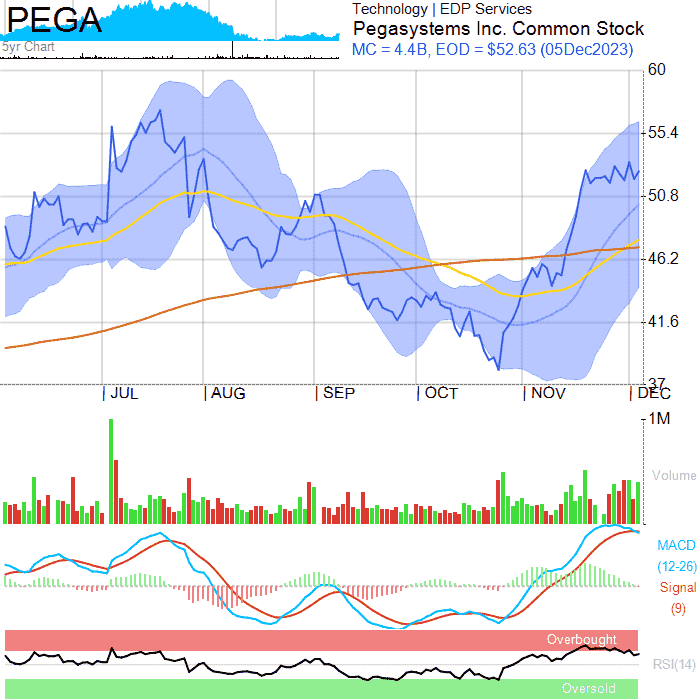 PEGA
Technology | EDP Services
Pegasystems Inc. Common Stock
MC = 4.4B, EOD = $52.63 (05Dec2023)
5yr Chart
60
55.4
50.8
46.2
41.6
37
JUL AUG SEP OCT NOV DEC
1M
Volume
MACD
(12-26)
Signal
(9)
Overbought
RSI(14)
Oversold